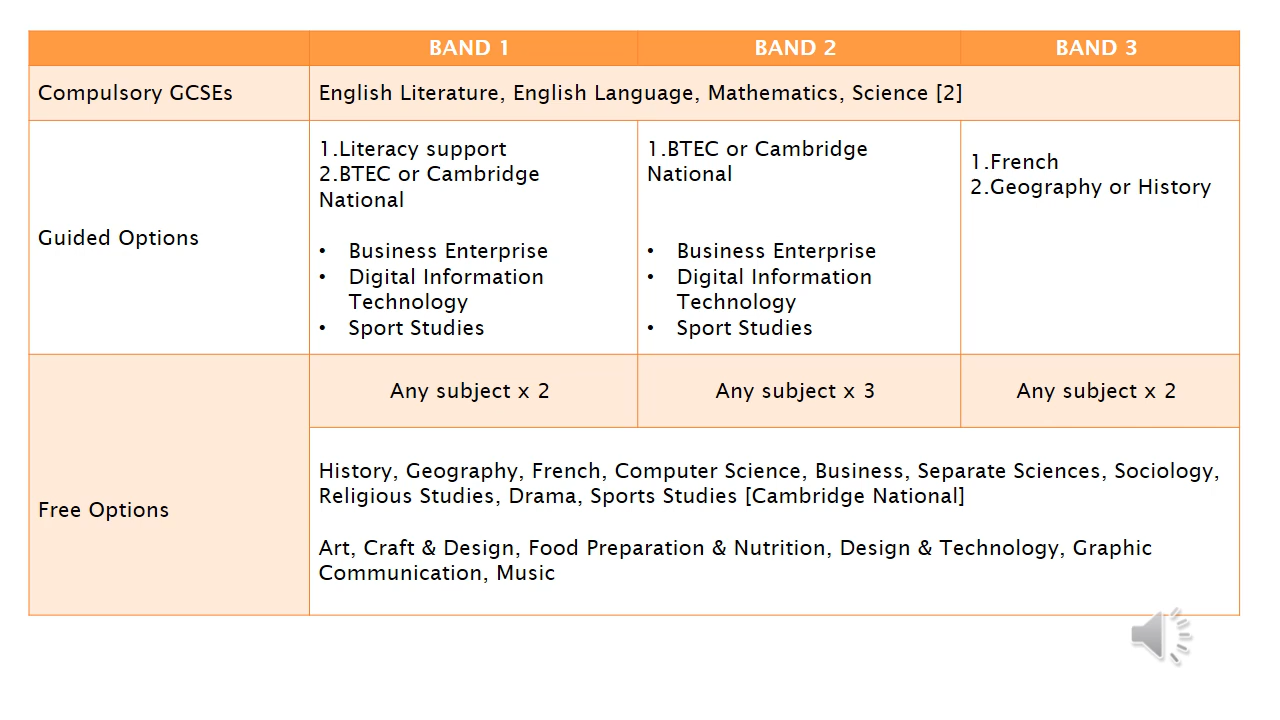 BAND 1
BAND 2
BAND 3
Compulsory GCSEs
English Literature, English Language, Mathematics, Science [2]
Guided Options
1.Literacy support
2.BTEC or Cambridge
National
• Business Enterprise
• Digital Information
Technology
• Sport Studies
1.BTEC or Cambridge
National
• Business Enterprise
• Digital Information
Technology
• Sport Studies
1.French
2.Geography or History
Free Options
Any subject x 2
Any subject x 3
Any subject x 2
History, Geography, French, Computer Science, Business, Separate Sciences, Sociology,
Religious Studies, Drama, Sports Studies [Cambridge National]
Art, Craft & Design, Food Preparation & Nutrition, Design & Technology, Graphic
Communication, Music